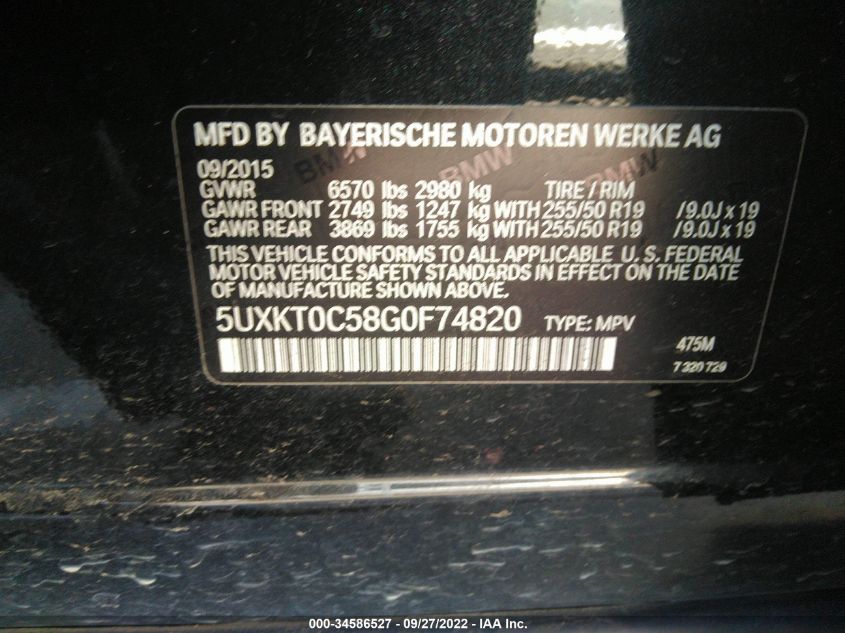 MFD BY BAYERISCHE MOTOREN WERKE AG
BMW BMW BMW
09/2015
GVWR 6570 lbs 2980 kg TIRE / RIM
GAWR FRONT 2749 lbs 1247 kg WITH 255/50 R19 /9.0J x 19
GAWR REAR 3869 lbs 1755 kg WITH 255/50 R19 /9.0J x 19
THIS VEHICLE CONFORMS TO ALL APPLICABLE U. S. FEDERAL
MOTOR VEHICLE SAFETY STANDARDS IN EFFECT ON THE DATE
OF MANUFACTURE SHOWN ABOVE.
5UXKT0C58G0F74820 TYPE: MPV
475M
7 320 729
000-34586527 - 09/27/2022 - IAA Inc.